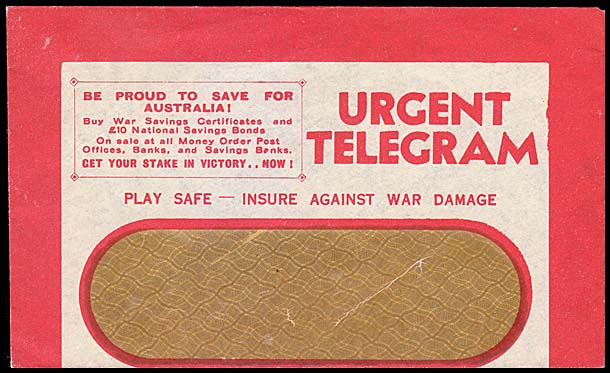 BE PROUD TO SAVE FOR
AUSTRALIA!
Buy War Savings Certificates and
£10 National Savings Bonds
On sale at all Money Order Post
Offices, Banks, and Savings Banks.
GET YOUR STAKE IN VICTORY..NOW!
URGENT
TELEGRAM
PLAY SAFE — INSURE AGAINST WAR DAMAGE